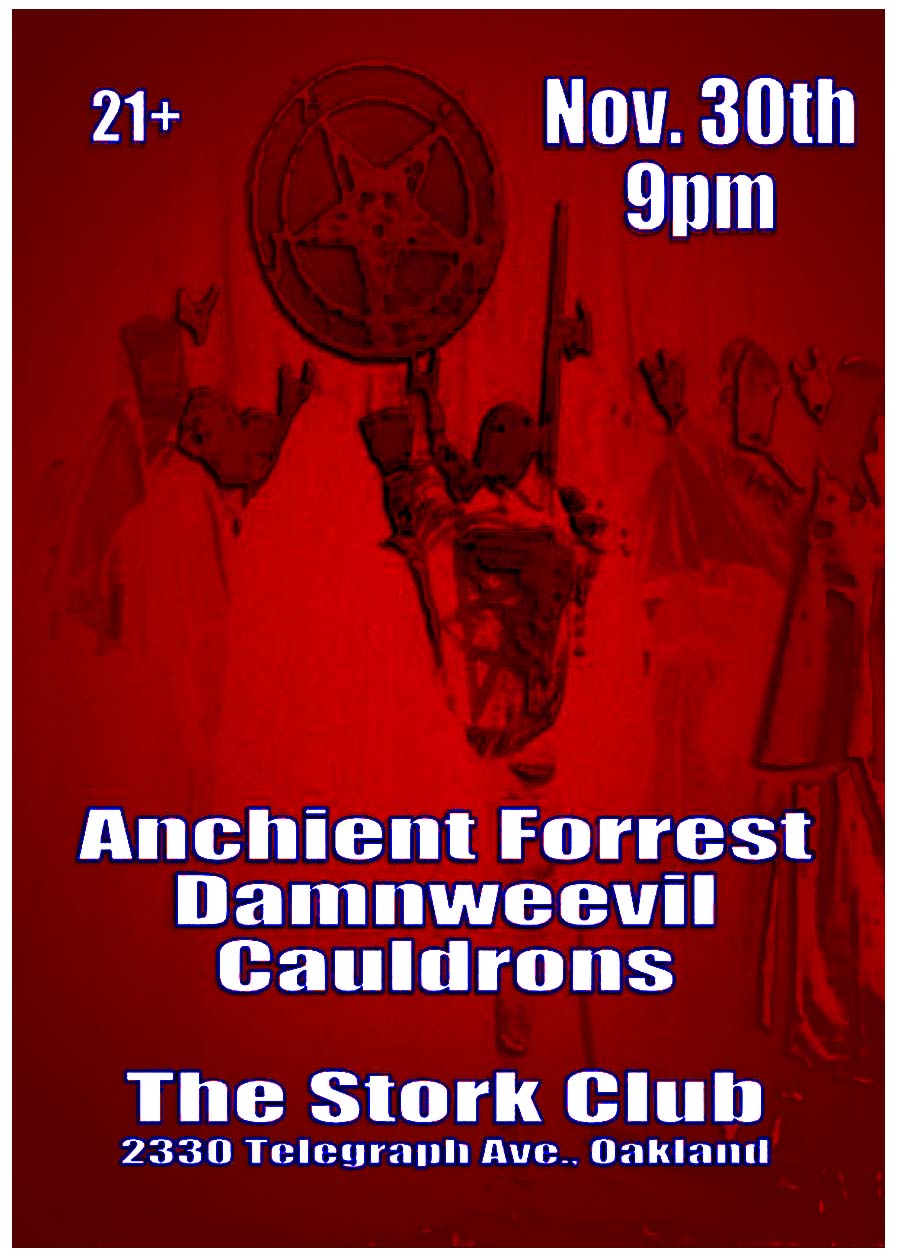 21+
Nov. 30th
9pm
Anchient Forrest
Damnweevil
Cauldrons
The Stork Club
2330 Telegraph Ave., Oakland